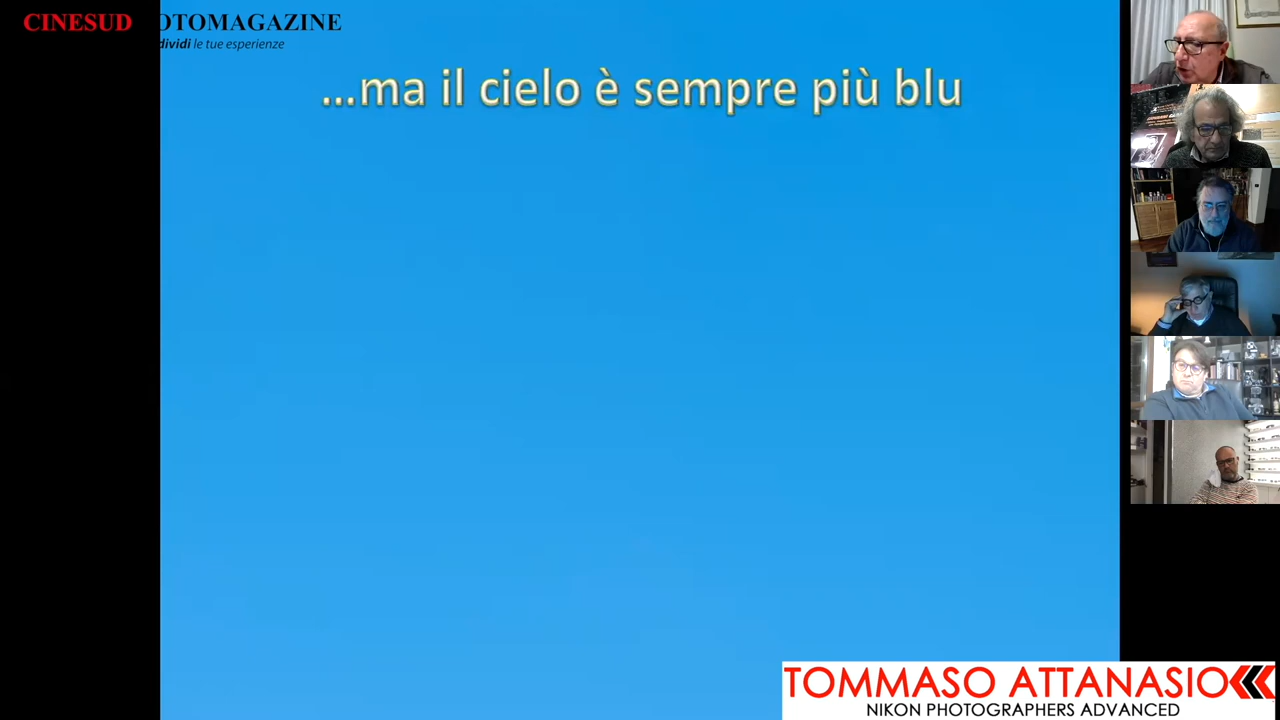 CINESUD OTOMAGAZINE
dividi le tue esperienze
...ma il cielo è sempre più blu
TOMMASO ATTANASIO
NIKON PHOTOGRAPHERS ADVANCED